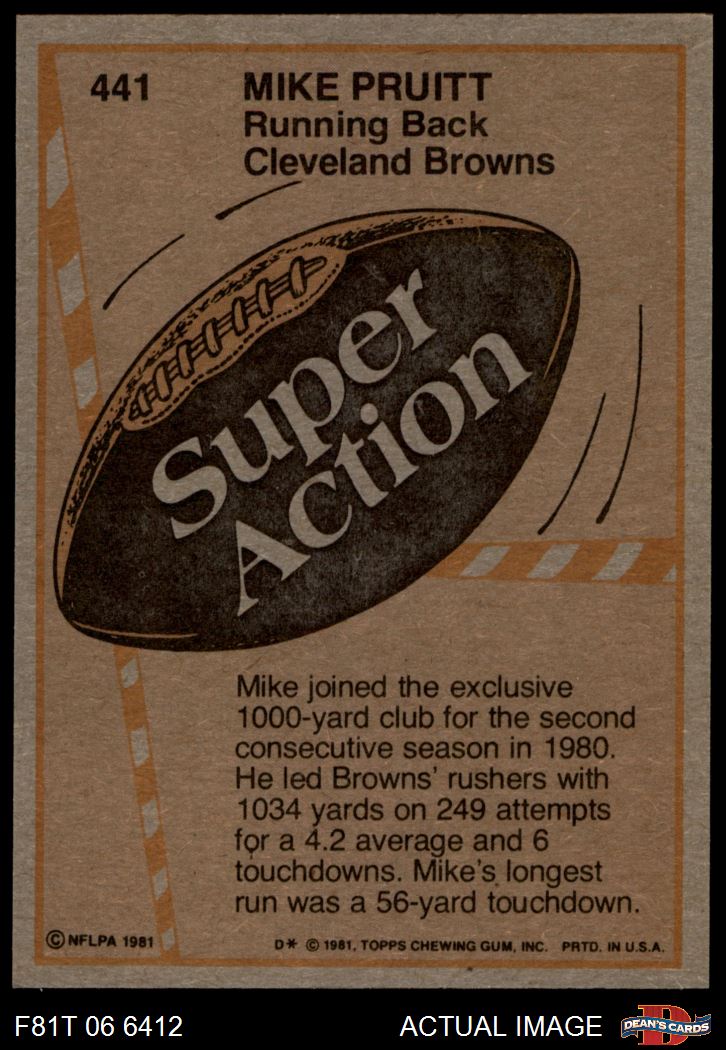 441
MIKE PRUITT
Running Back
Cleveland Browns
Super
Action
Mike joined the exclusive
1000-yard club for the second
consecutive season in 1980.
He led Browns' rushers with
1034 yards on 249 attempts
for a 4.2 average and 6
touchdowns. Mike's longest
run was a 56-yard touchdown.
© NFLPA 1981
D* © 1981, TOPPS CHEWING GUM, INC. PRTD. IN U.S.A.
F81T 06 6412
ACTUAL IMAGE
D
DEAN'S CARDS